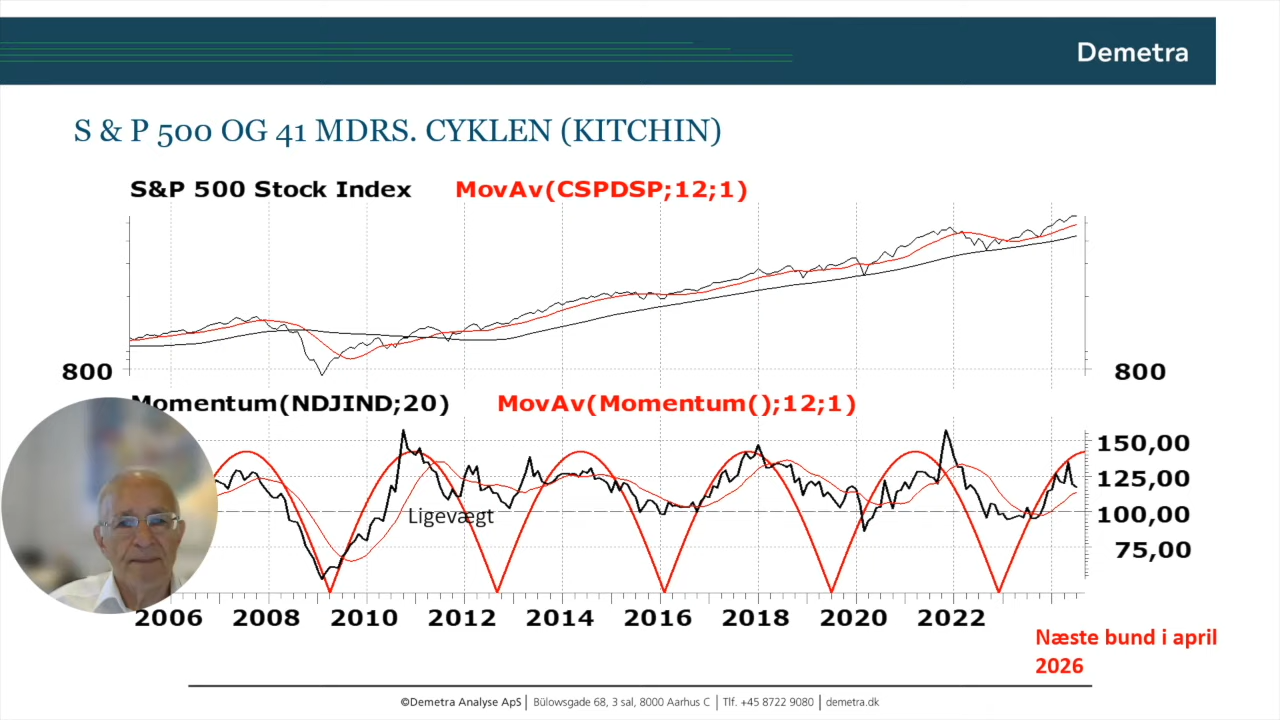 Demetra
S & P 500 OG 41 MDRS. CYKLEN (KITCHIN)
S&P 500 Stock Index MovAv(CSPDSP;12;1)
800 800
Momentum(NDJIND;20) MovAv(Momentum();12;1)
150,00
125,00
Ligevægt 100,00
75,00
2006 2008 2010 2012 2014 2016 2018 2020 2022
Næste bund i april
2026
©Demetra Analyse ApS | Bülowsgade 68, 3 sal, 8000 Aarhus C | Tlf. +45 8722 9080 | demetra.dk